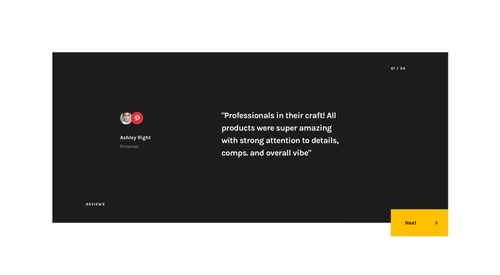 01 / 04
"Professionals in their craft! All
products were super amazing
with strong attention to details,
comps. and overall vibe"
Ashley Right
Pinterest
REVIEWS
Next